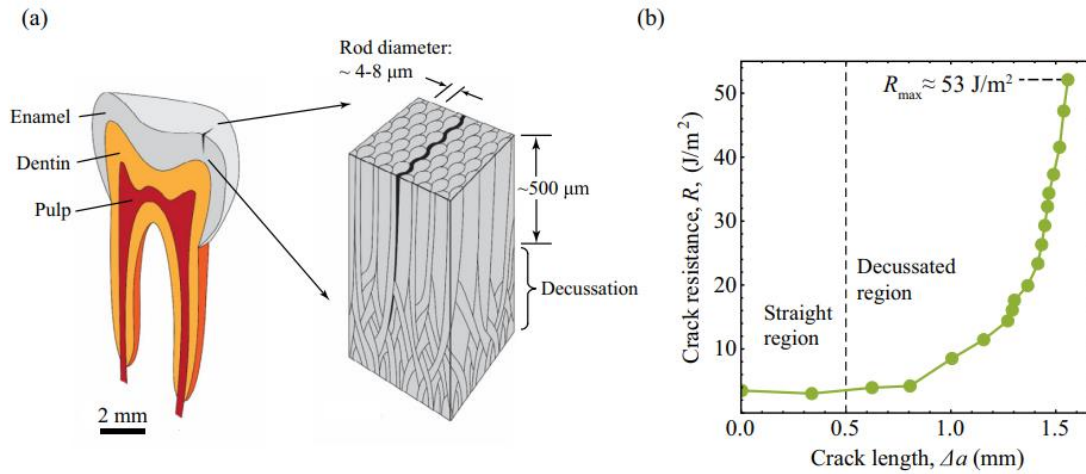 (a)
Rod diameter:
~ 4-8 μm
Enamel
Dentin
Pulp
~500 μm
Decussation
2 mm
(b)
Crack resistance, R, (J/m²)
50
40
30
20
10
R_max ≈ 53 J/m²
Straight
region
Decussated
region
0.0
0.5
1.0
1.5
Crack length, Δa (mm)